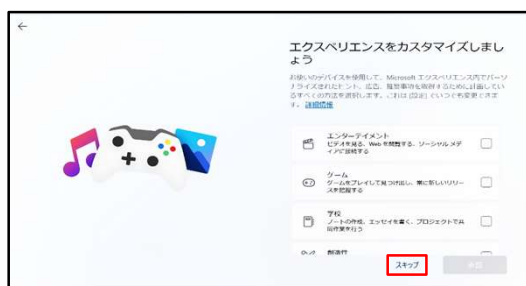 エクスペリエンスをカスタマイズしまし
ょう
お使いのデバイスを使用して、Microsoft エクスペリエンス内でパーソ
ナライズされたヒント、広告、推奨事項を取得するために計画してい
るすべての方法を選択します。これは [設定] でいつでも変更できま
す。 詳細情報
エンターテイメント
ビデオを見る、Web を閲覧する、ソーシャル メデ
ィアに接続する
ゲーム
ゲームをプレイして見つけ出し、常に新しいリリー
スを把握する
学校
ノートの作成、エッセイを書く、プロジェクトで共
同作業を行う
創造性
スキップ